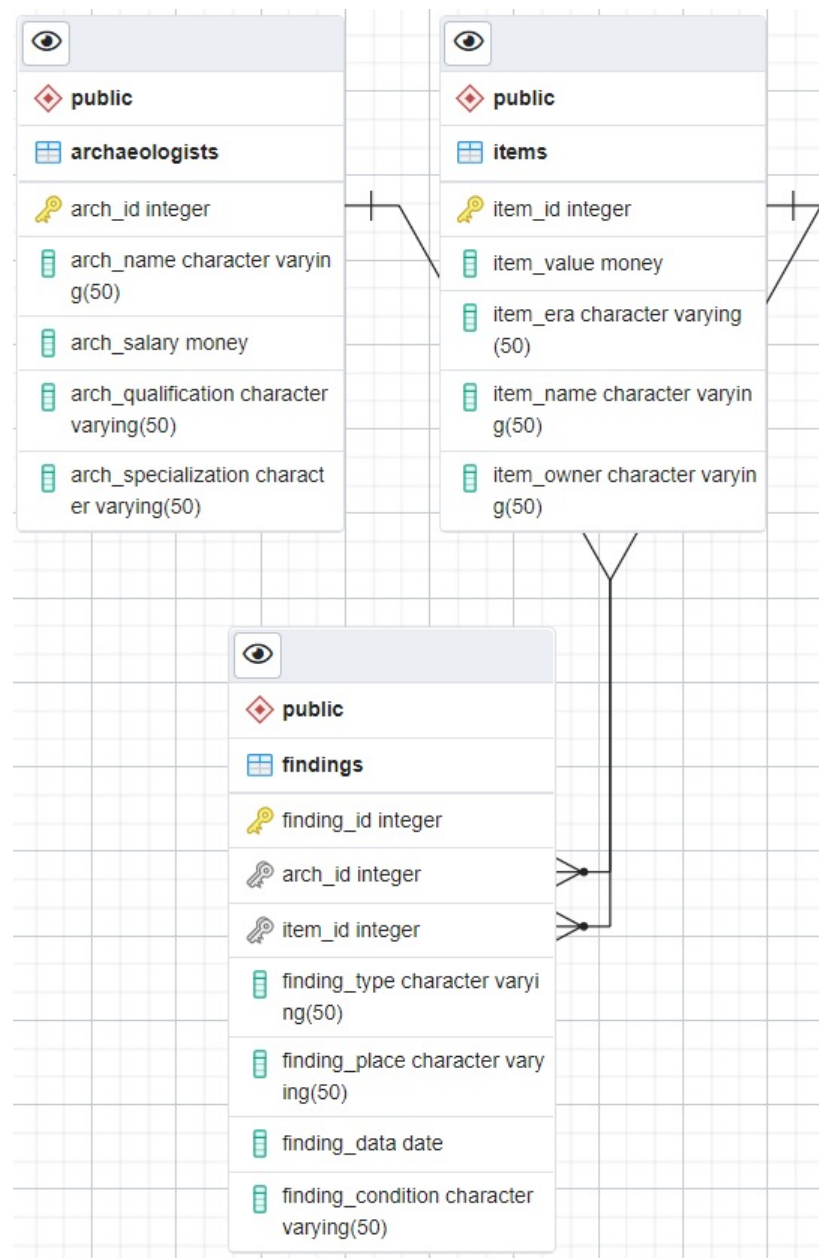 public
archaeologists
arch_id integer
arch_name character varyin
g(50)
arch_salary money
arch_qualification character
varying(50)
arch_specialization charact
er varying(50)
public
items
item_id integer
item_value money
item_era character varying
(50)
item_name character varyin
g(50)
item_owner character varyin
g(50)
public
findings
finding_id integer
arch_id integer
item_id integer
finding_type character varyi
ng(50)
finding_place character vary
ing(50)
finding_data date
finding_condition character
varying(50)